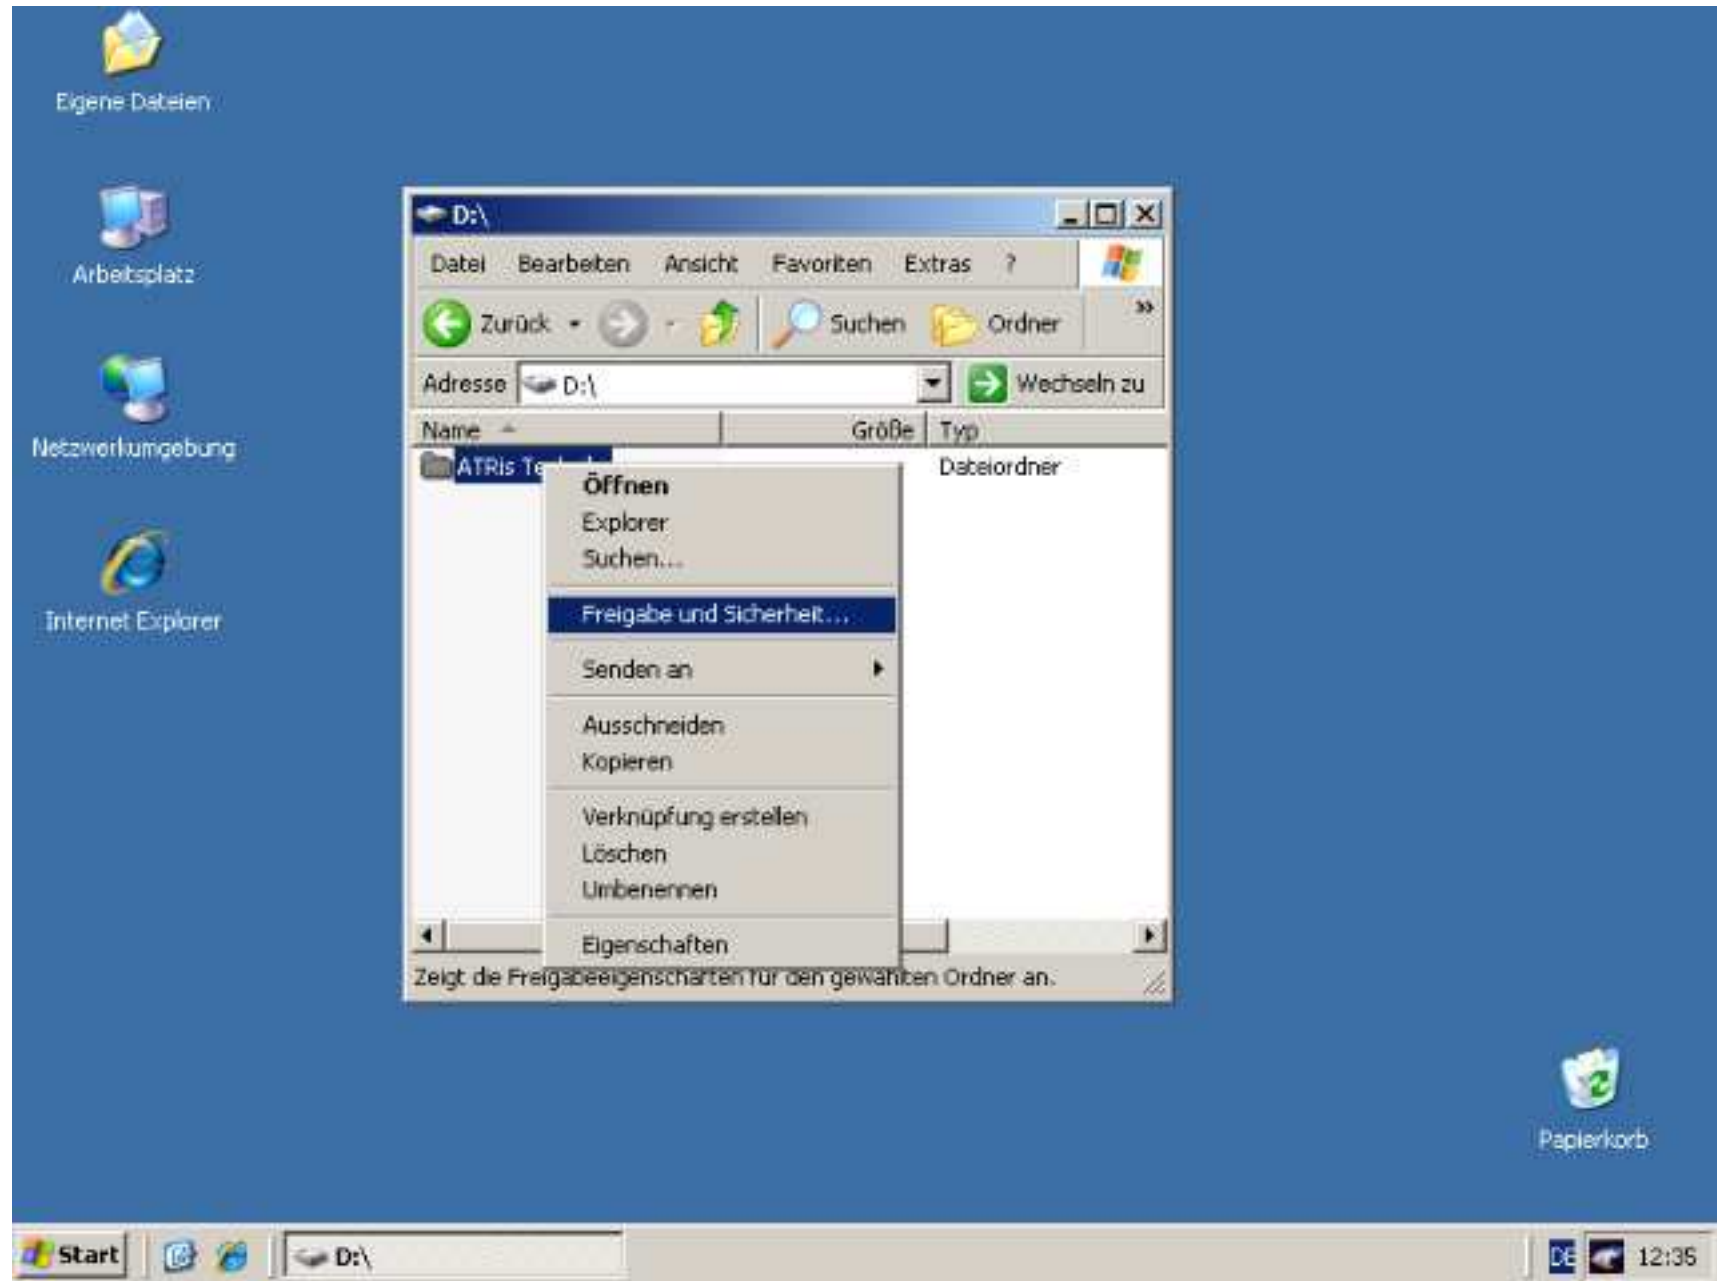 Eigene Dateien
Arbeitsplatz
Netzwerkumgebung
Internet Explorer
D:\
Datei Bearbeiten Ansicht Favoriten Extras ?
Zurück Suchen Ordner »
Adresse D:\ Wechseln zu
Name Größe Typ
ATRis Dateiordner
Öffnen
Explorer
Suchen...
Freigabe und Sicherheit...
Senden an
Ausschneiden
Kopieren
Verknüpfung erstellen
Löschen
Umbenennen
Eigenschaften
Zeigt die Freigabeeigenschaften für den gewählten Ordner an.
Papierkorb
Start D:\ DE 12:35